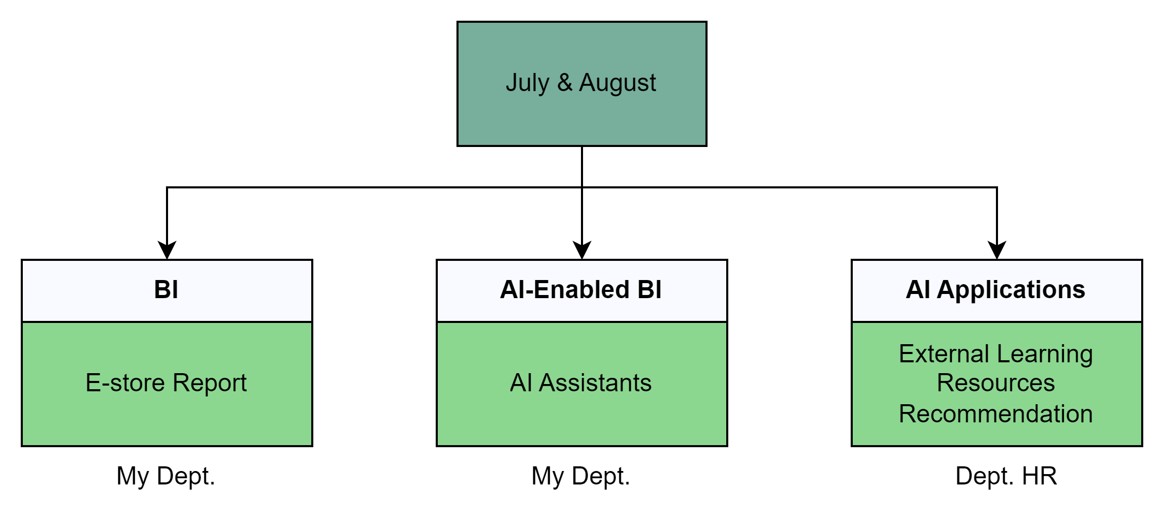 July & August
BI
AI-Enabled BI
AI Applications
E-store Report
AI Assistants
External Learning
Resources
Recommendation
My Dept.
My Dept.
Dept. HR